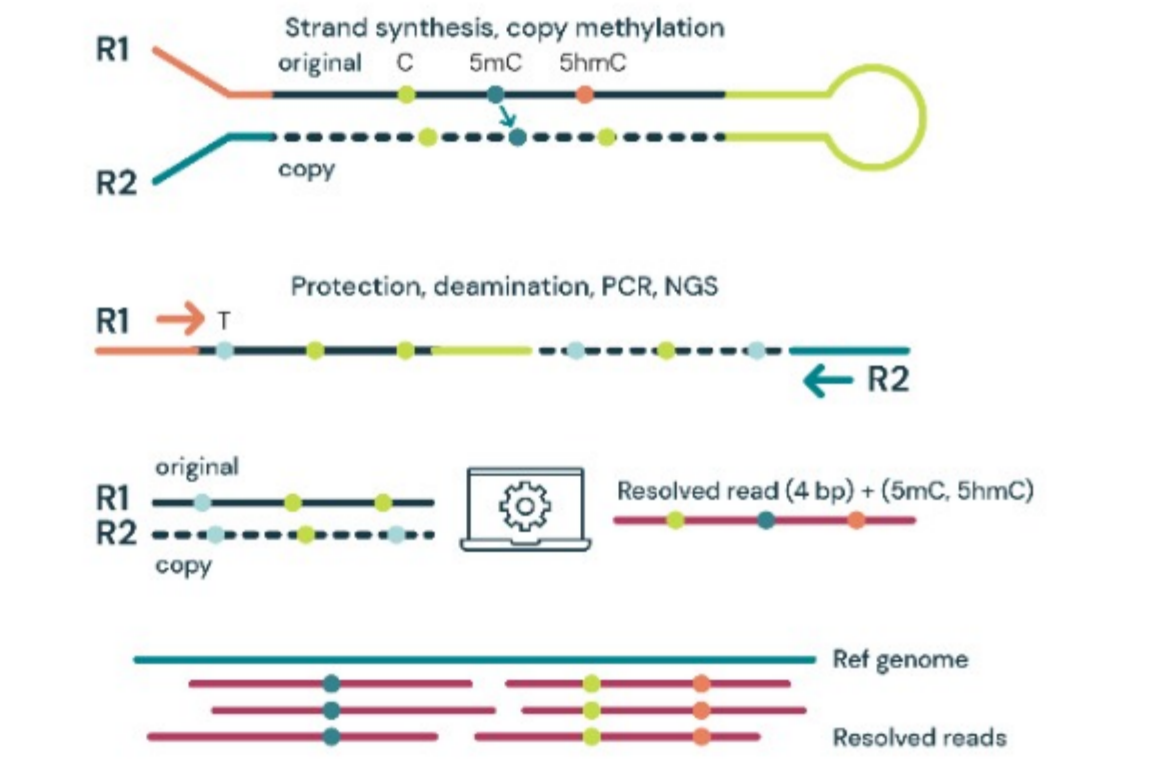 Strand synthesis, copy methylation
R1
original C 5mC 5hmC
R2
copy
Protection, deamination, PCR, NGS
R1 T
R2
original
R1
R2
copy
Resolved read (4 bp) + (5mC, 5hmC)
Ref genome
Resolved reads